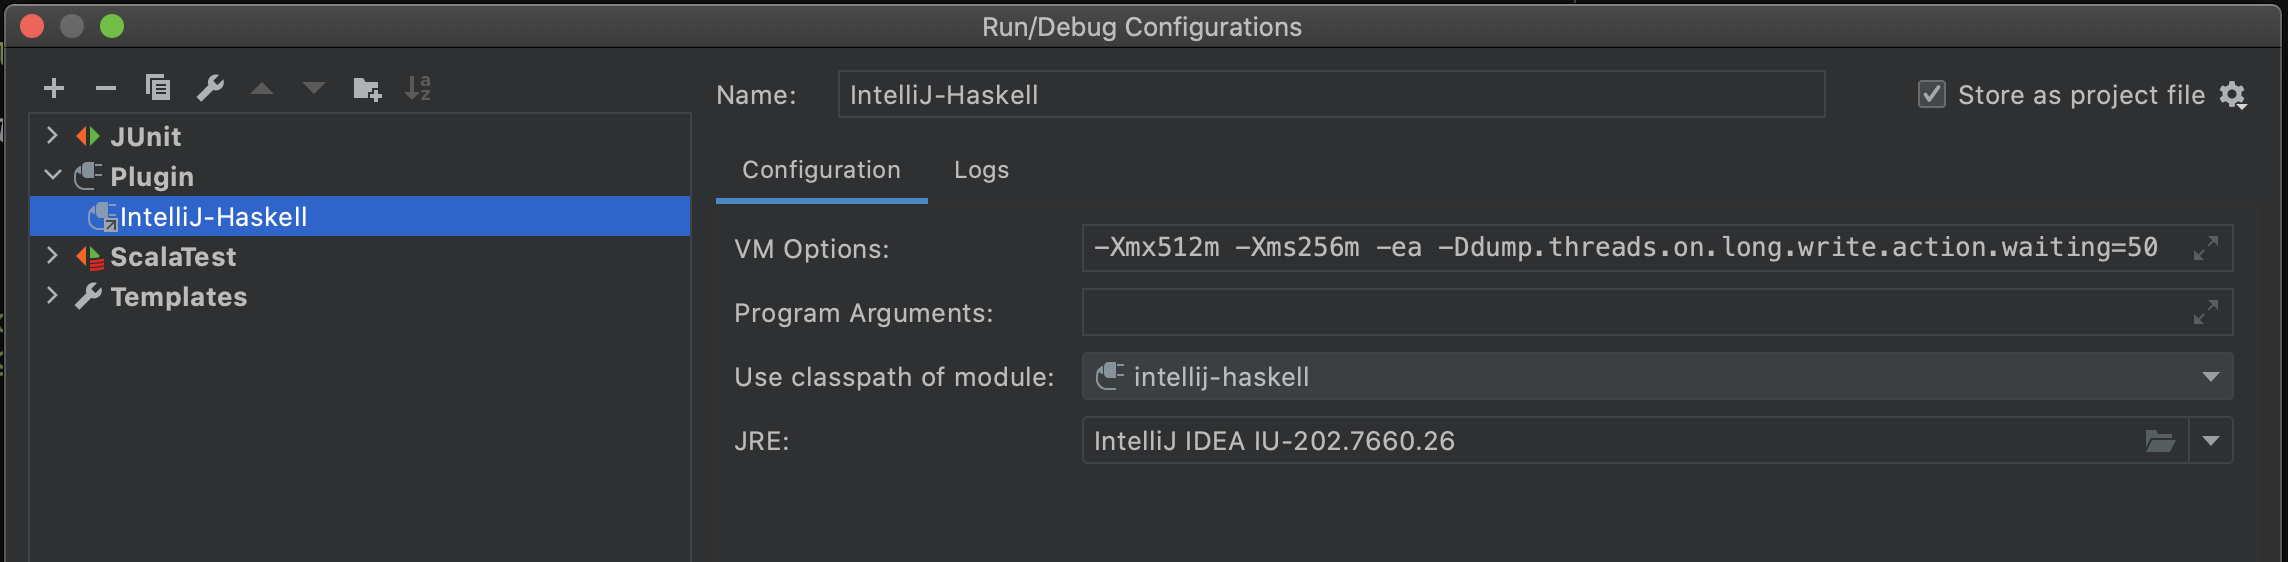 Run/Debug Configurations
Name: IntelliJ-Haskell Store as project file
JUnit
Plugin
IntelliJ-Haskell
ScalaTest
Templates
Configuration Logs
VM Options: -Xmx512m -Xms256m -ea -Ddump.threads.on.long.write.action.waiting=50
Program Arguments:
Use classpath of module: intellij-haskell
JRE: IntelliJ IDEA IU-202.7660.26